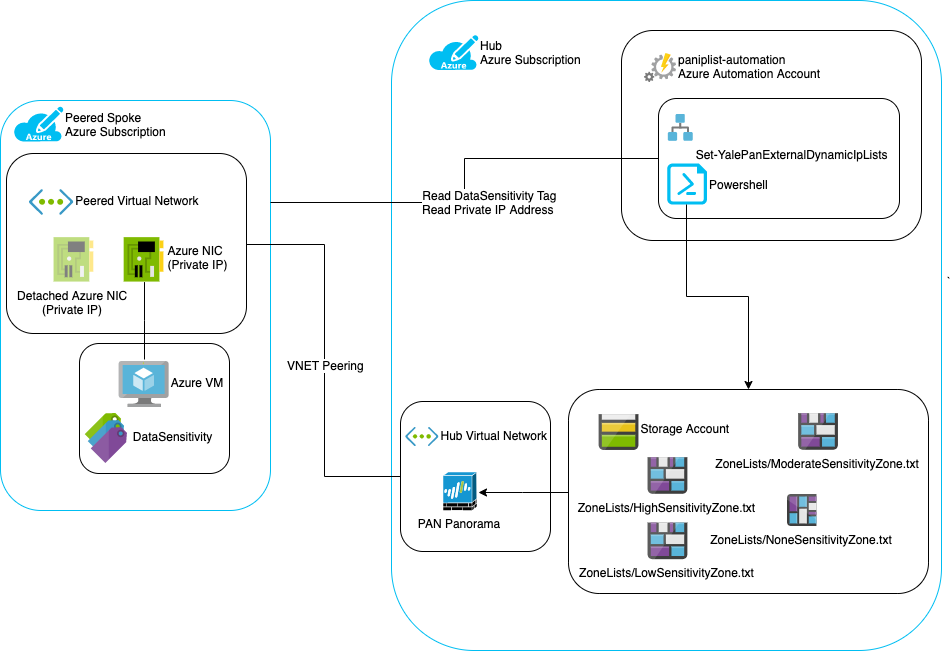 Hub
Azure Subscription
Azure
paniplist-automation
Azure Automation Account
Set-YalePanExternalDynamicIpLists
Powershell
Peered Spoke
Azure Subscription
Azure
Peered Virtual Network
Azure NIC
(Private IP)
Detached Azure NIC
(Private IP)
Azure VM
DataSensitivity
Read DataSensitivity Tag
Read Private IP Address
VNET Peering
Hub Virtual Network
PAN Panorama
Storage Account
ZoneLists/ModerateSensitivityZone.txt
ZoneLists/HighSensitivityZone.txt
ZoneLists/NoneSensitivityZone.txt
ZoneLists/LowSensitivityZone.txt
`